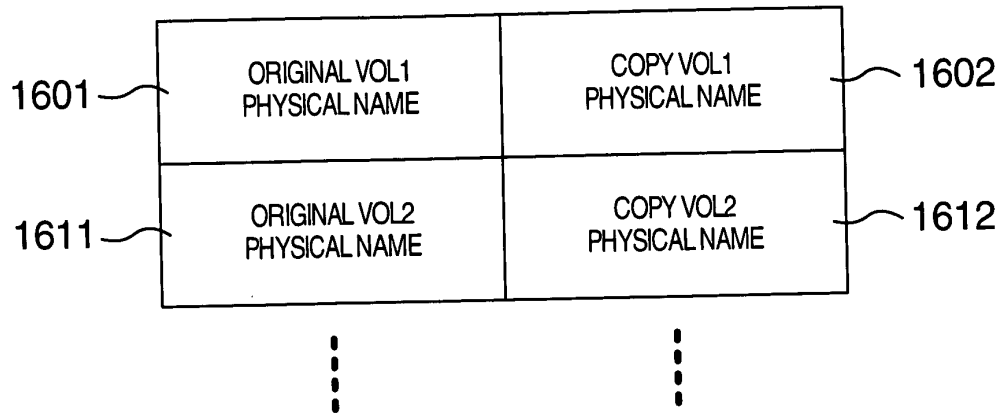 1601
ORIGINAL VOL1
PHYSICAL NAME
COPY VOL1
PHYSICAL NAME
1602
1611
ORIGINAL VOL2
PHYSICAL NAME
COPY VOL2
PHYSICAL NAME
1612